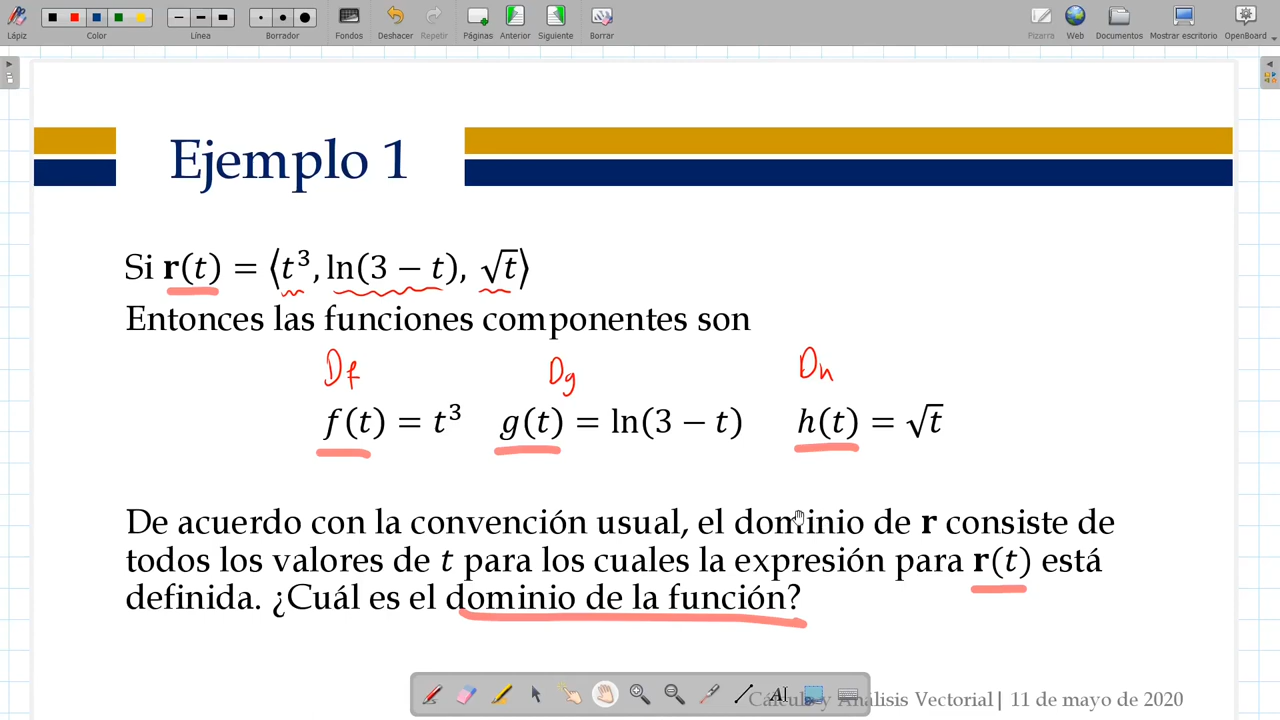 Lápiz Color Línea Borrador Fondos Deshacer Repetir Páginas Anterior Siguiente Borrar Pizarra Web Documentos Mostrar escritorio OpenBoard
Ejemplo 1
Si r(t) = ⟨t³, ln(3 − t), √t⟩
Entonces las funciones componentes son
Df Dg Dh
f(t) = t³ g(t) = ln(3 − t) h(t) = √t
De acuerdo con la convención usual, el dominio de r consiste de
todos los valores de t para los cuales la expresión para r(t) está
definida. ¿Cuál es el dominio de la función?
Cálculo y Análisis Vectorial| 11 de mayo de 2020